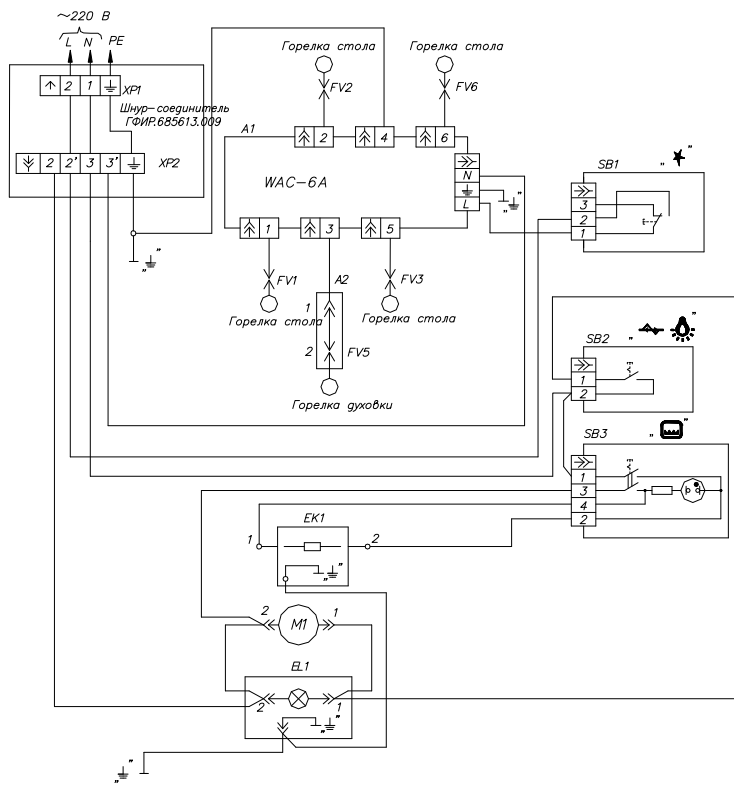 ~220 В
L N PE
2 1 XP1
Шнур-соединитель
ГФИР.685613.009
2 2' 3 3' XP2
„ ”
A1
WAC-6A
Горелка стола
FV2
Горелка стола
FV6
2 4 6
N
L
„ ”
1 3 5
FV1
Горелка стола
A2
1
2
FV5
Горелка духовки
FV3
Горелка стола
SB1
„ ”
3
2
1
SB2
„ ”
1
2
SB3
„ ”
1
3
4
2
EK1
1 2
„ ”
2 M1 1
EL1
2 1
„ ”
„ ”